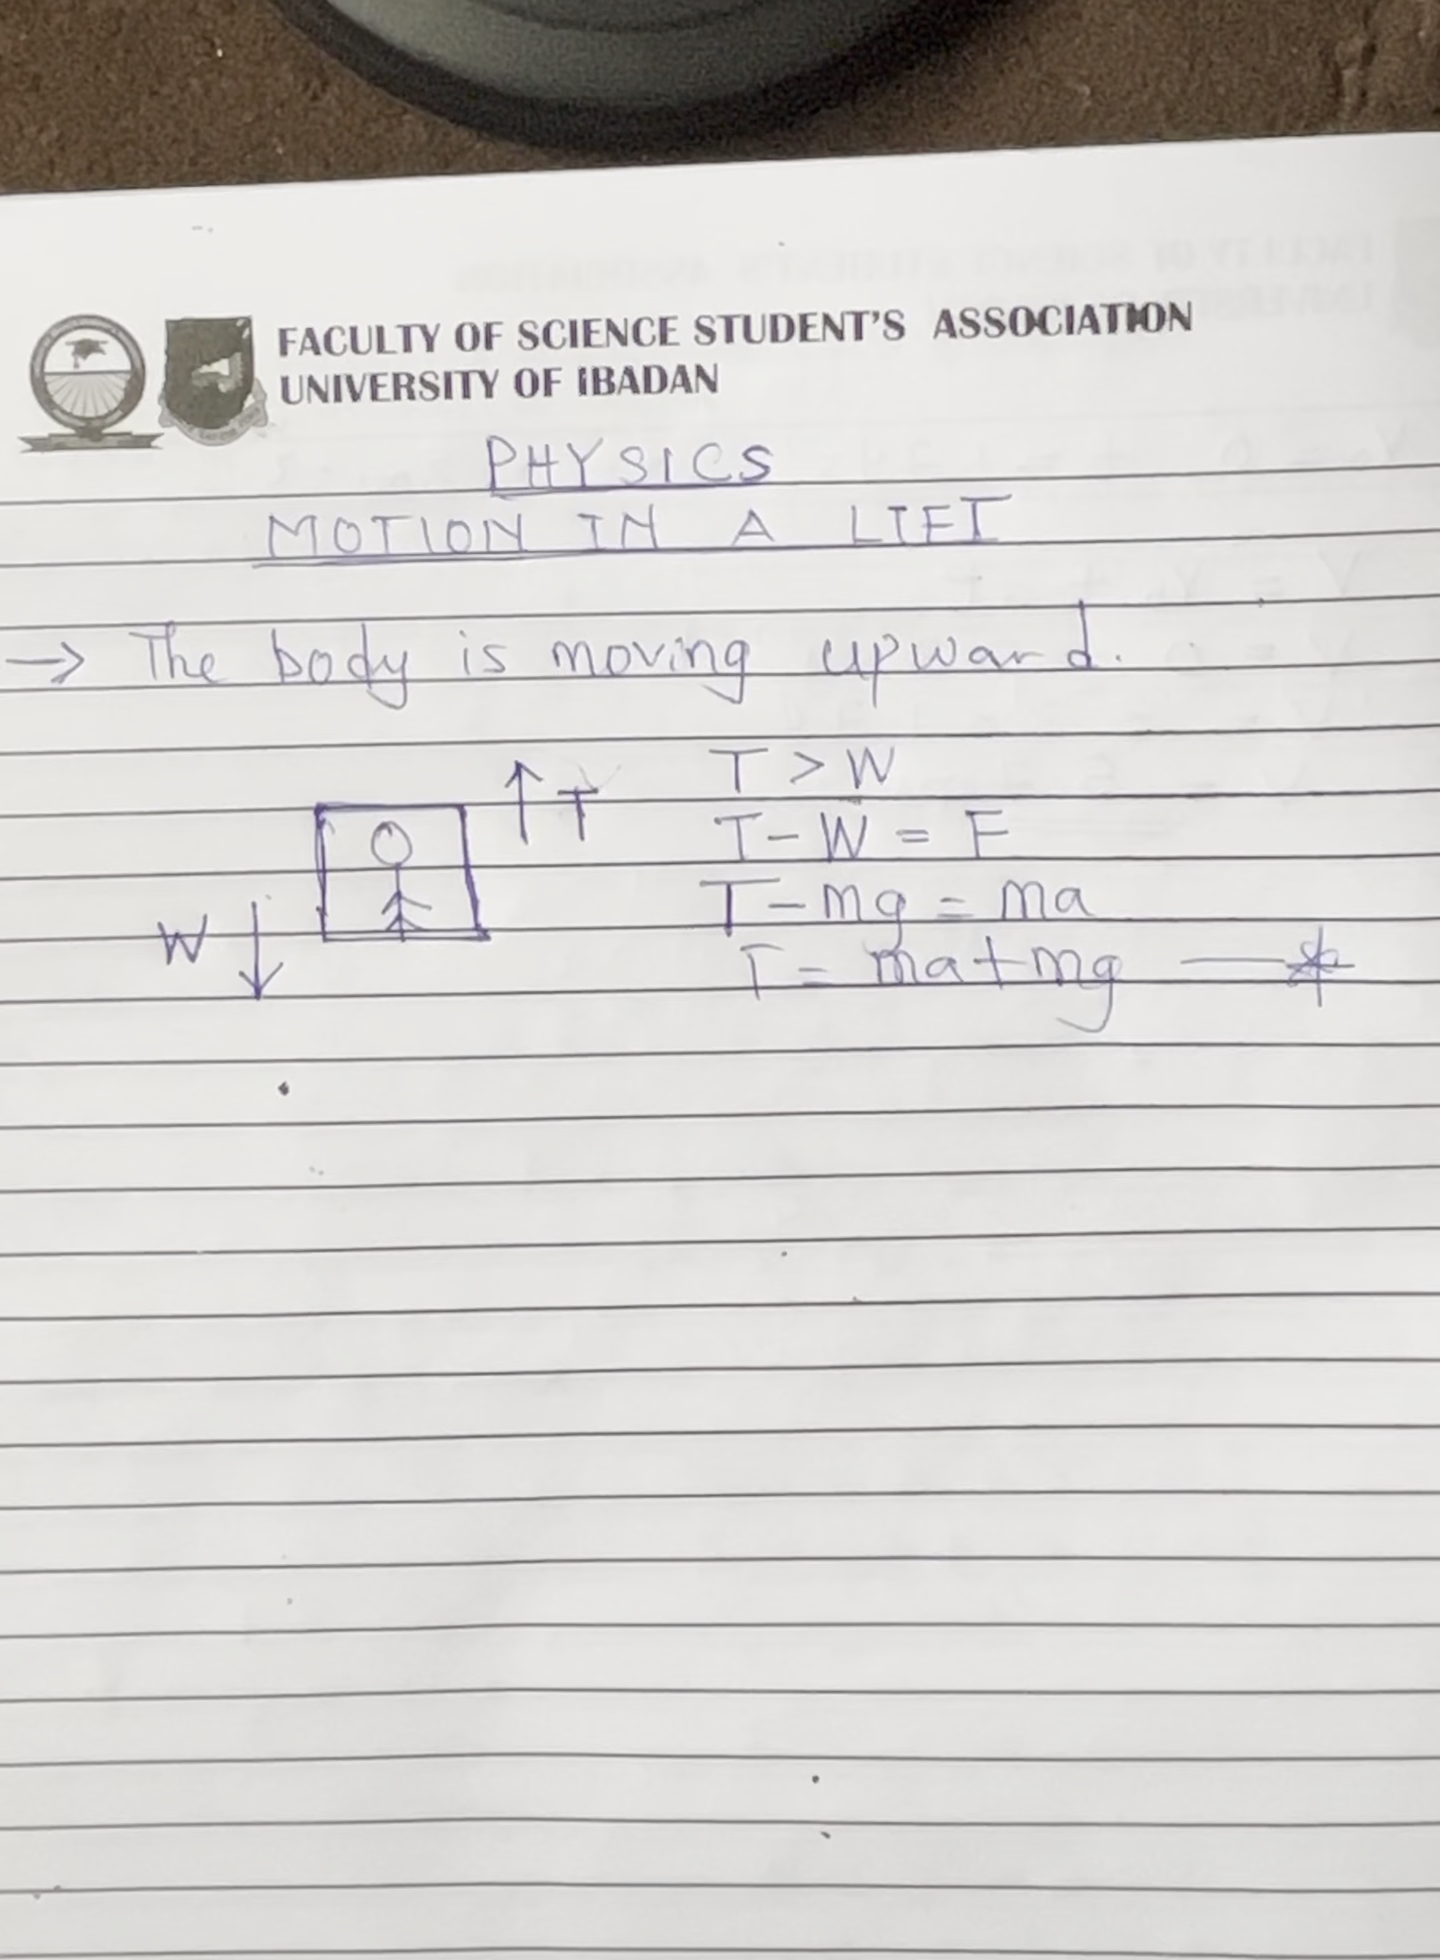 FACULTY OF SCIENCE STUDENT'S ASSOCIATION
UNIVERSITY OF IBADAN
PHYSICS
MOTION IN A LIFT
→ The body is moving upward.
↑ T
W ↓
T > W
T - W = F
T - mg = ma
T = ma + mg — *